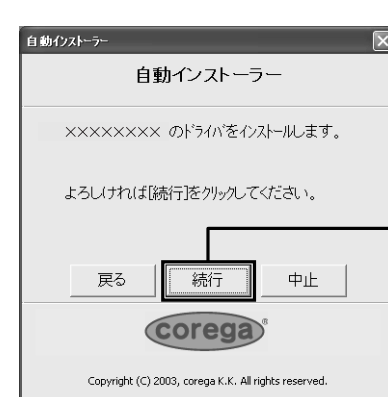 自動インストーラー
自動インストーラー
×××××××× のドライバをインストールします。
よろしければ[続行]をクリックしてください。
戻る 続行 中止
corega®
Copyright (C) 2003, corega K.K. All rights reserved.